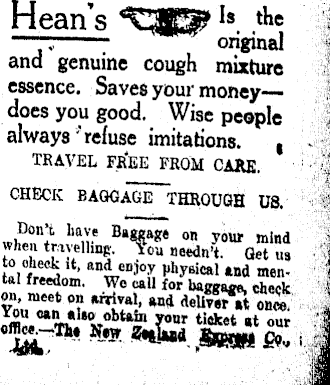 Hean's Is the
original
and genuine cough mixture
essence. Saves your money—
does you good. Wise people
always refuse imitations.
TRAVEL FREE FROM CARE.
CHECK BAGGAGE THROUGH US.
Don't have Baggage on your mind
when travelling. You needn't. Get us
to check it, and enjoy physical and men-
tal freedom. We call for baggage, check
on, meet on arrival, and deliver at once.
You can also obtain your ticket at our
office.—The New Zealand Express Co.,
Ltd.